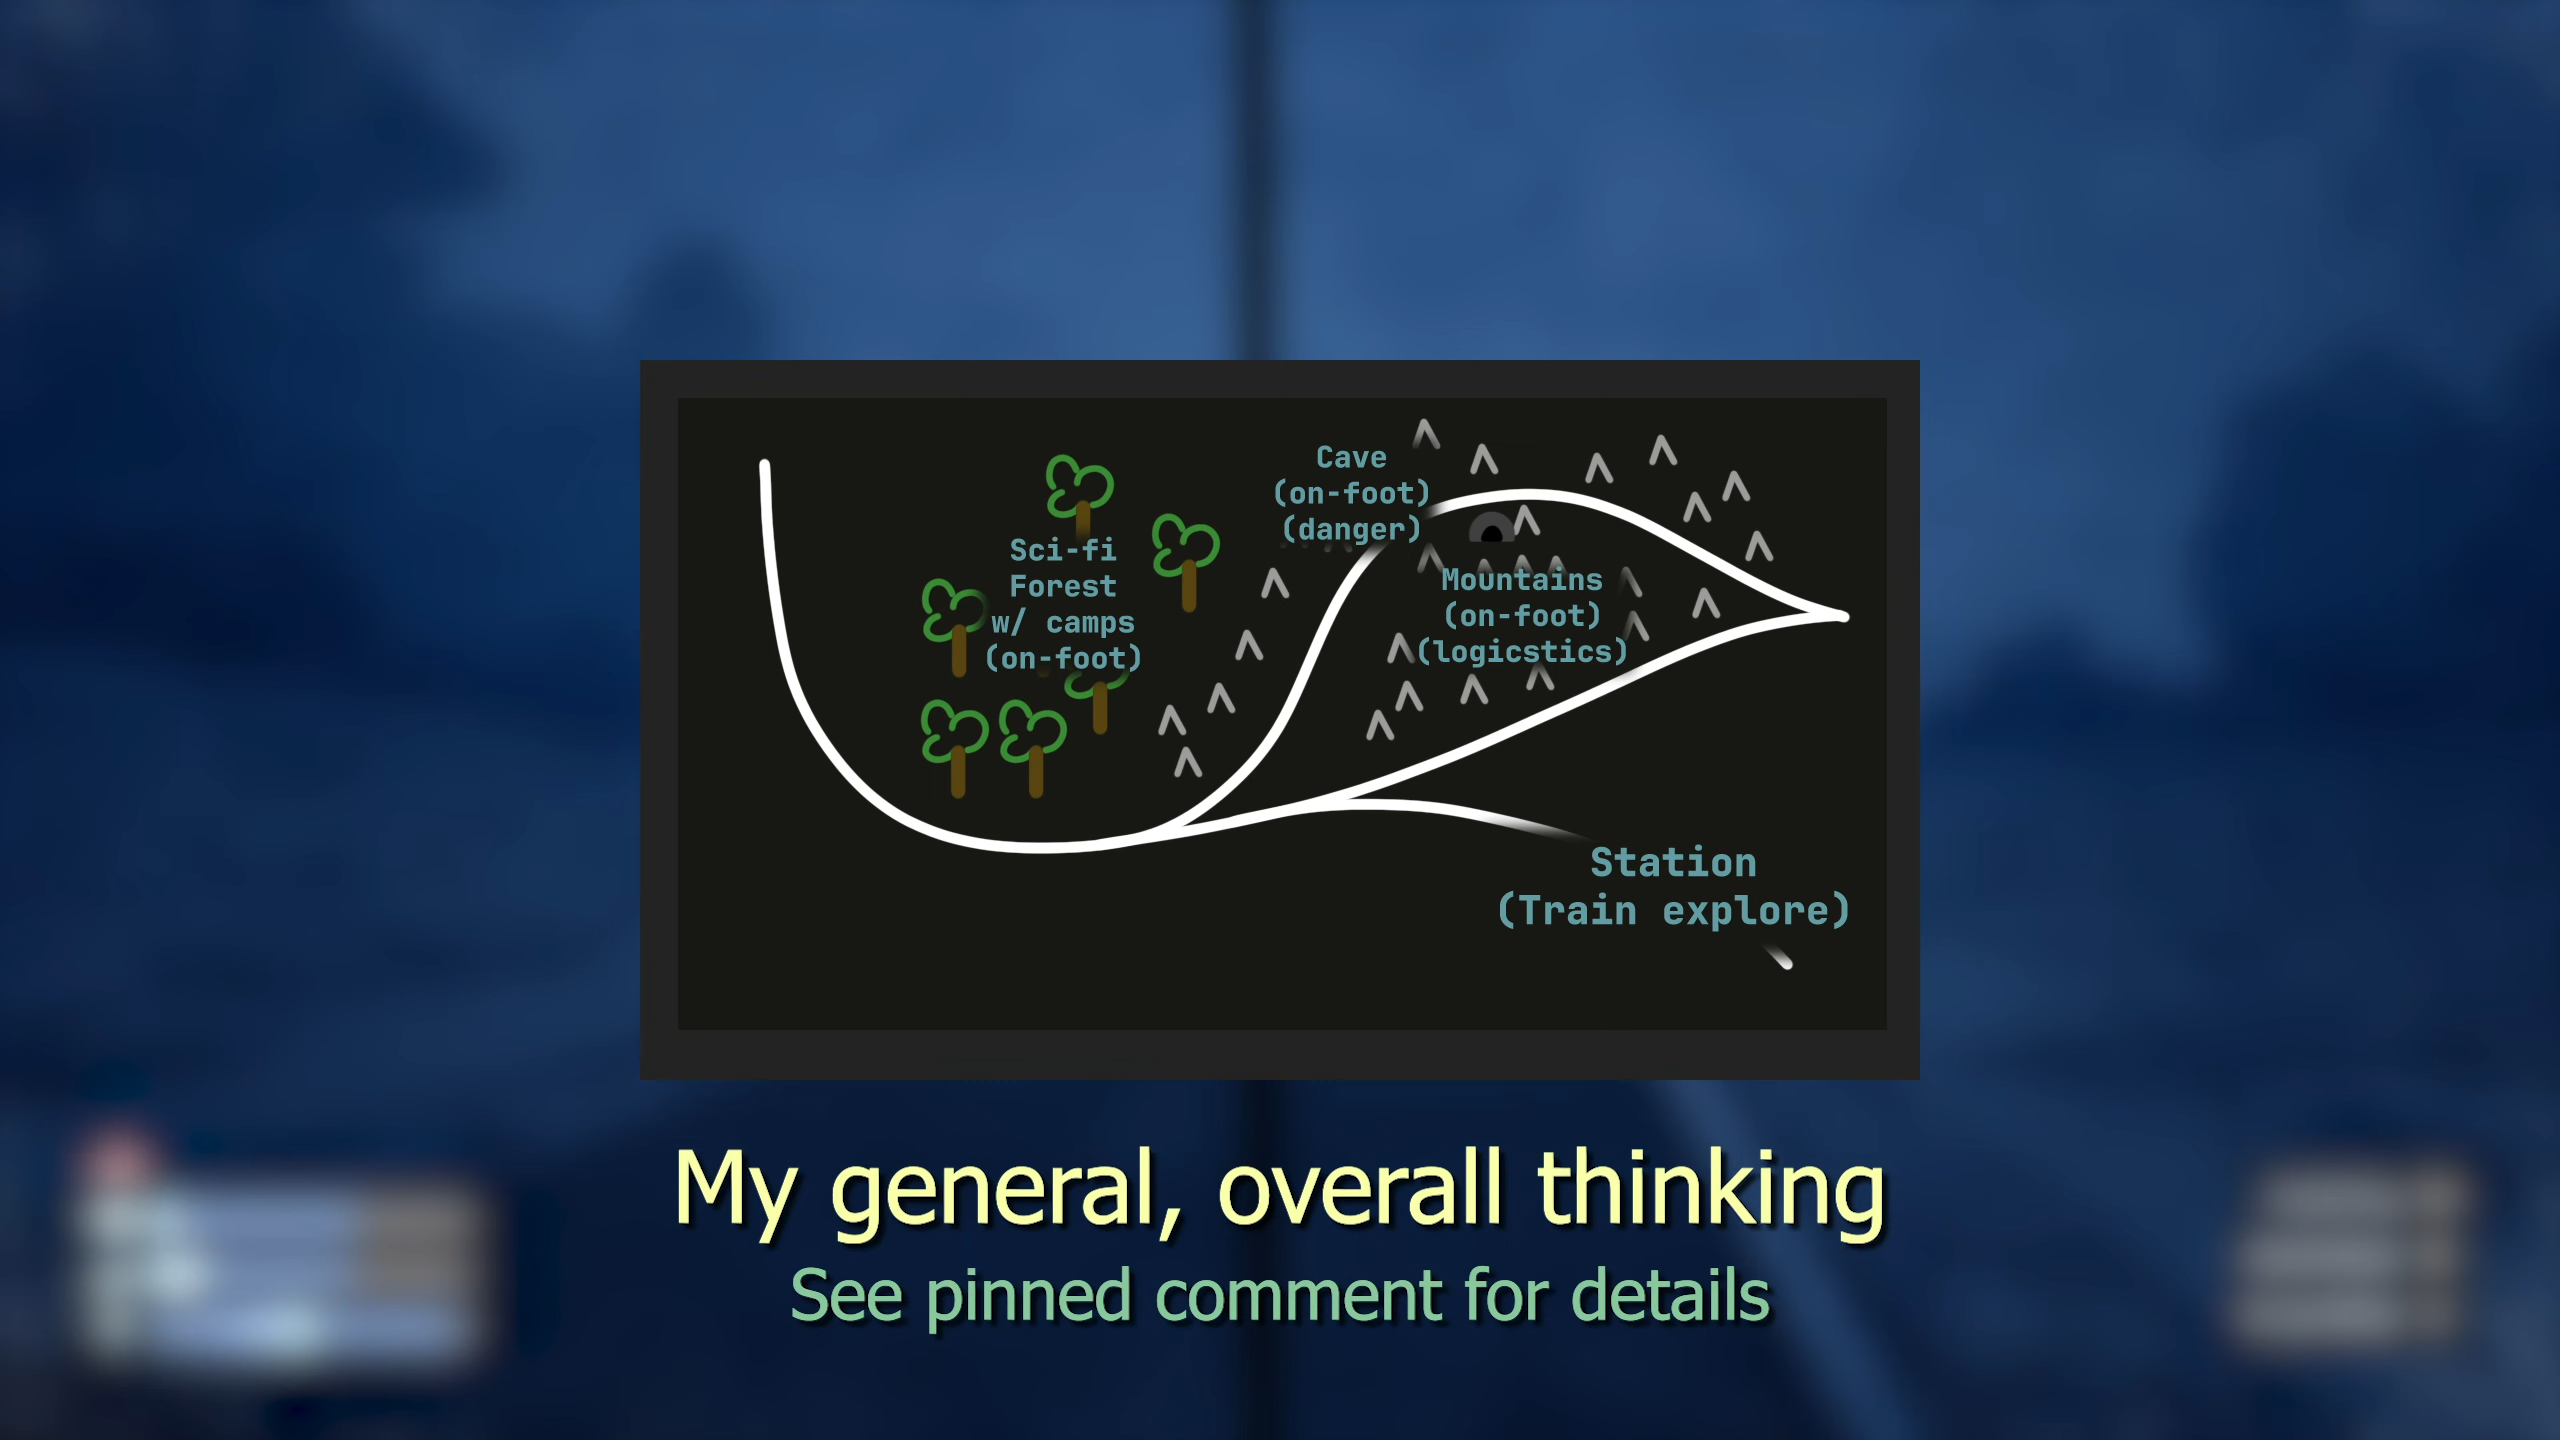 Cave
(on-foot)
(danger)
Sci-fi
Forest
w/ camps
(on-foot)
Mountains
(on-foot)
(logicstics)
Station
(Train explore)
My general, overall thinking
See pinned comment for details